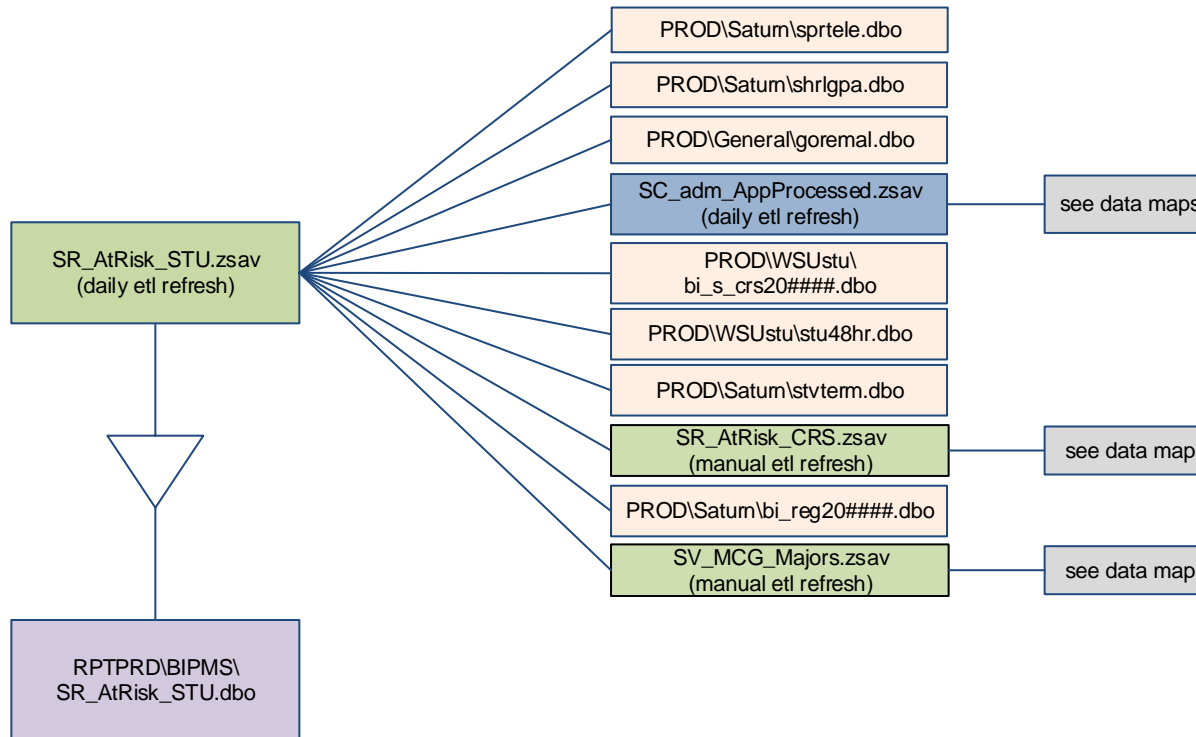 PROD\Saturn\sprtele.dbo
PROD\Saturn\shrlgpa.dbo
PROD\General\goremal.dbo
SC_adm_AppProcessed.zsav
(daily etl refresh)
see data maps
SR_AtRisk_STU.zsav
(daily etl refresh)
PROD\WSUstu\
bi_s_crs20####.dbo
PROD\WSUstu\stu48hr.dbo
PROD\Saturn\stvterm.dbo
SR_AtRisk_CRS.zsav
(manual etl refresh)
see data map
PROD\Saturn\bi_reg20####.dbo
SV_MCG_Majors.zsav
(manual etl refresh)
see data map
RPTPRD\BIPMS\
SR_AtRisk_STU.dbo